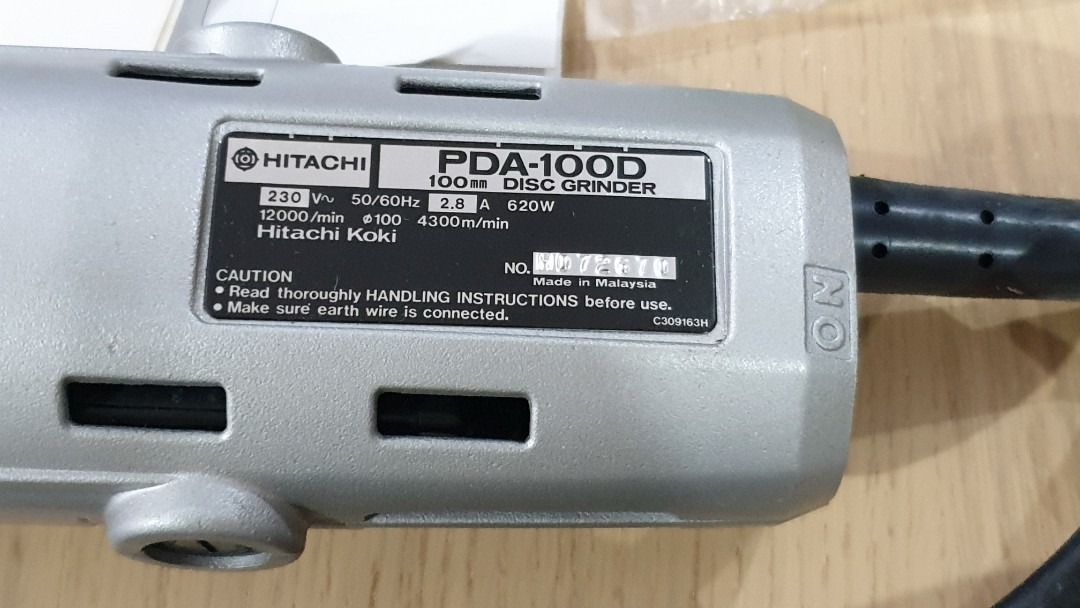 HITACHI
PDA-100D
100mm DISC GRINDER
230 V~ 50/60Hz 2.8 A 620W
12000/min ϕ100 4300m/min
Hitachi Koki
NO.
Made in Malaysia
CAUTION
• Read thoroughly HANDLING INSTRUCTIONS before use.
• Make sure earth wire is connected.
C309163H
ON